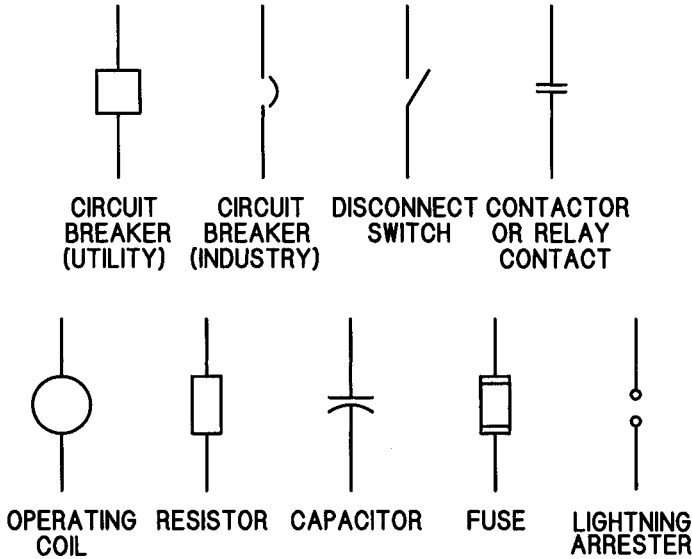 CIRCUIT BREAKER (UTILITY)
CIRCUIT BREAKER (INDUSTRY)
DISCONNECT SWITCH
CONTACTOR OR RELAY CONTACT
OPERATING COIL
RESISTOR
CAPACITOR
FUSE
LIGHTNING ARRESTER